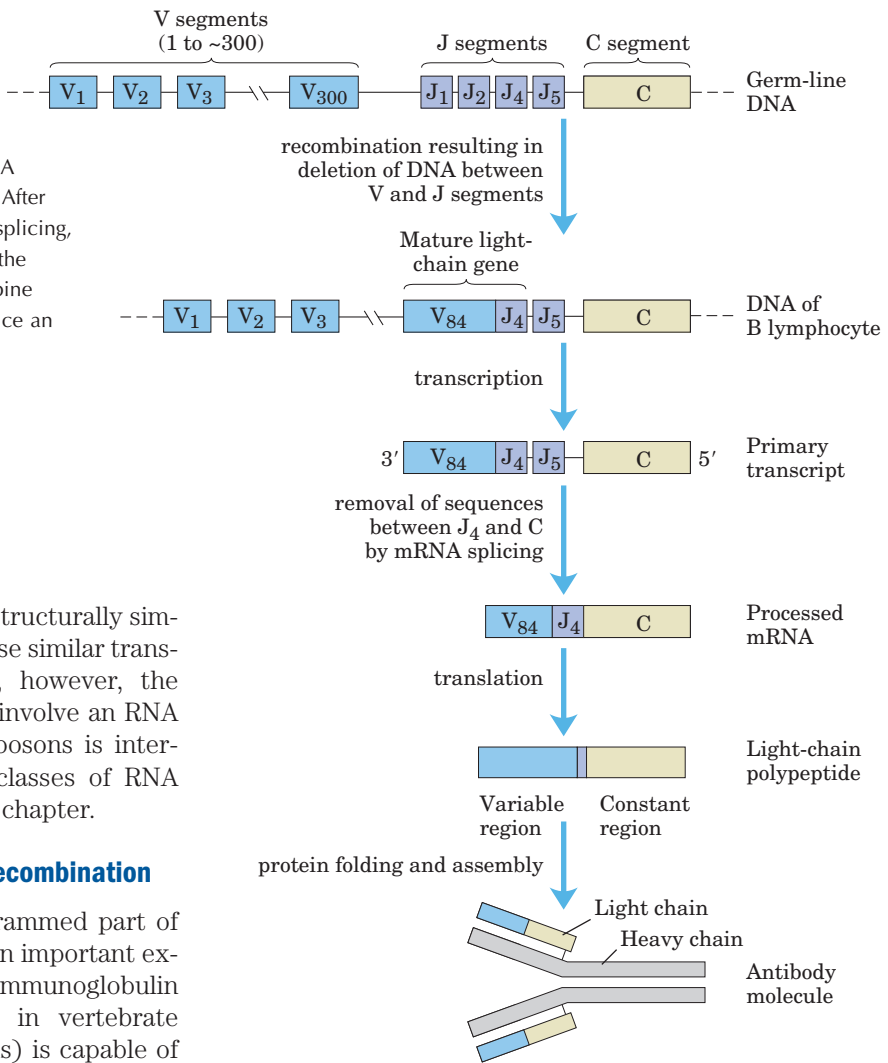 V segments
(1 to ~300)
J segments
C segment
V₁ V₂ V₃ V₃₀₀ J₁ J₂ J₄ J₅ C
Germ-line
DNA
recombination resulting in
deletion of DNA between
V and J segments
After
splicing,
the
ce an
Mature light-
chain gene
V₁ V₂ V₃ V₈₄ J₄ J₅ C
DNA of
B lymphocyte
transcription
3′ V₈₄ J₄ J₅ C 5′
Primary
transcript
removal of sequences
between J₄ and C
by mRNA splicing
V₈₄ J₄ C
Processed
mRNA
translation
Light-chain
polypeptide
Variable
region
Constant
region
protein folding and assembly
Light chain
Heavy chain
Antibody
molecule
tructurally sim-
se similar trans-
, however, the
involve an RNA
posons is inter-
classes of RNA
chapter.
ecombination
rammed part of
n important ex-
mmunoglobulin
in vertebrate
s) is capable of